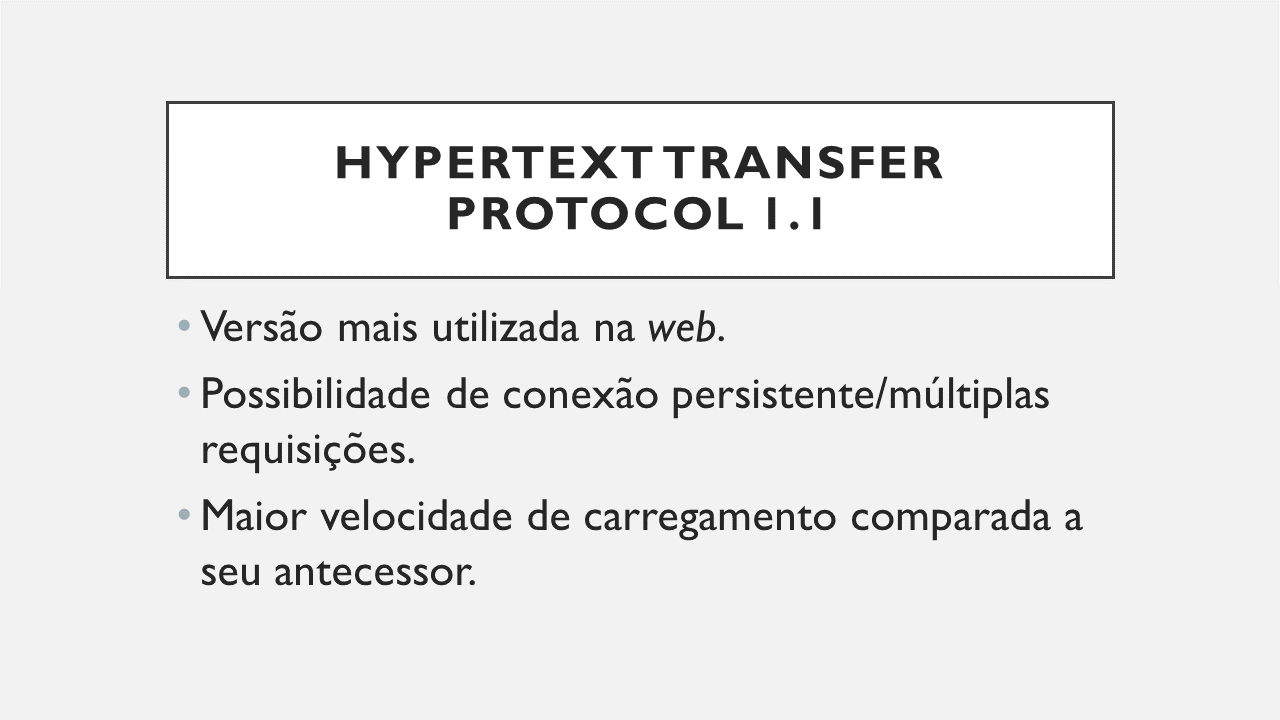 HYPERTEXT TRANSFER
PROTOCOL 1.1
• Versão mais utilizada na web.
• Possibilidade de conexão persistente/múltiplas
requisições.
• Maior velocidade de carregamento comparada a
seu antecessor.